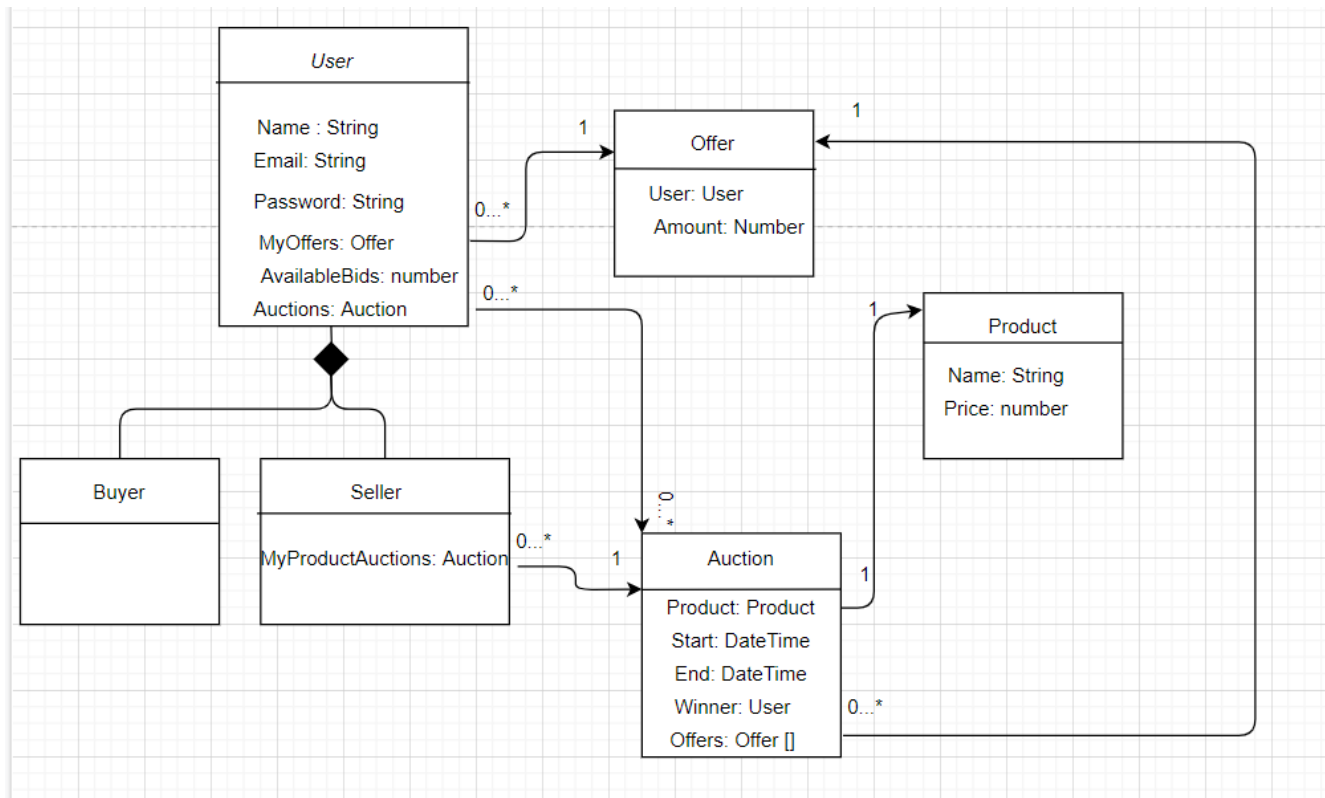 User
Name : String
Email: String
Password: String
MyOffers: Offer
AvailableBids: number
Auctions: Auction
1
0...*
0...*
Offer
User: User
Amount: Number
1
1
Product
Name: String
Price: number
Buyer
Seller
MyProductAuctions: Auction
0...*
1
0...*
Auction
Product: Product
Start: DateTime
End: DateTime
Winner: User
Offers: Offer []
1
0...*